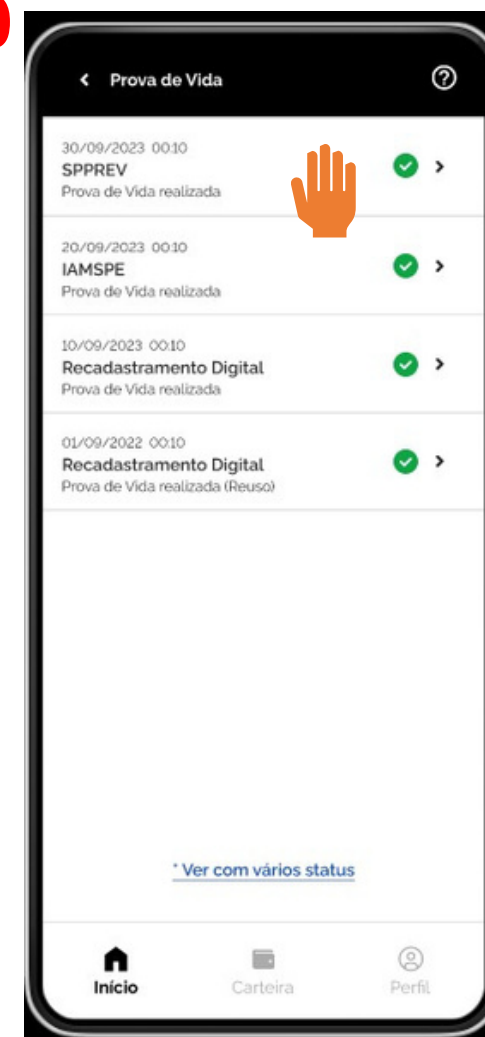 Prova de Vida
30/09/2023 00:10
SPPREV
Prova de Vida realizada
20/09/2023 00:10
IAMSPE
Prova de Vida realizada
10/09/2023 00:10
Recadastramento Digital
Prova de Vida realizada
01/09/2022 00:10
Recadastramento Digital
Prova de Vida realizada (Reuso)
* Ver com vários status
Início Carteira Perfil